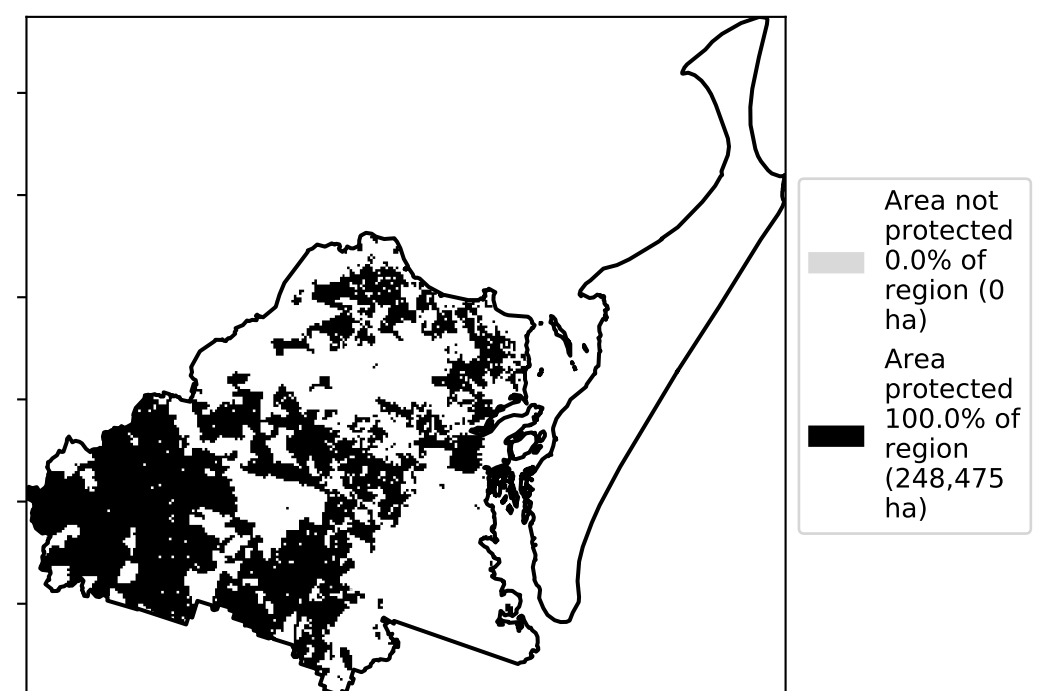 Area not
protected
0.0% of
region (0
ha)
Area
protected
100.0% of
region
(248,475
ha)